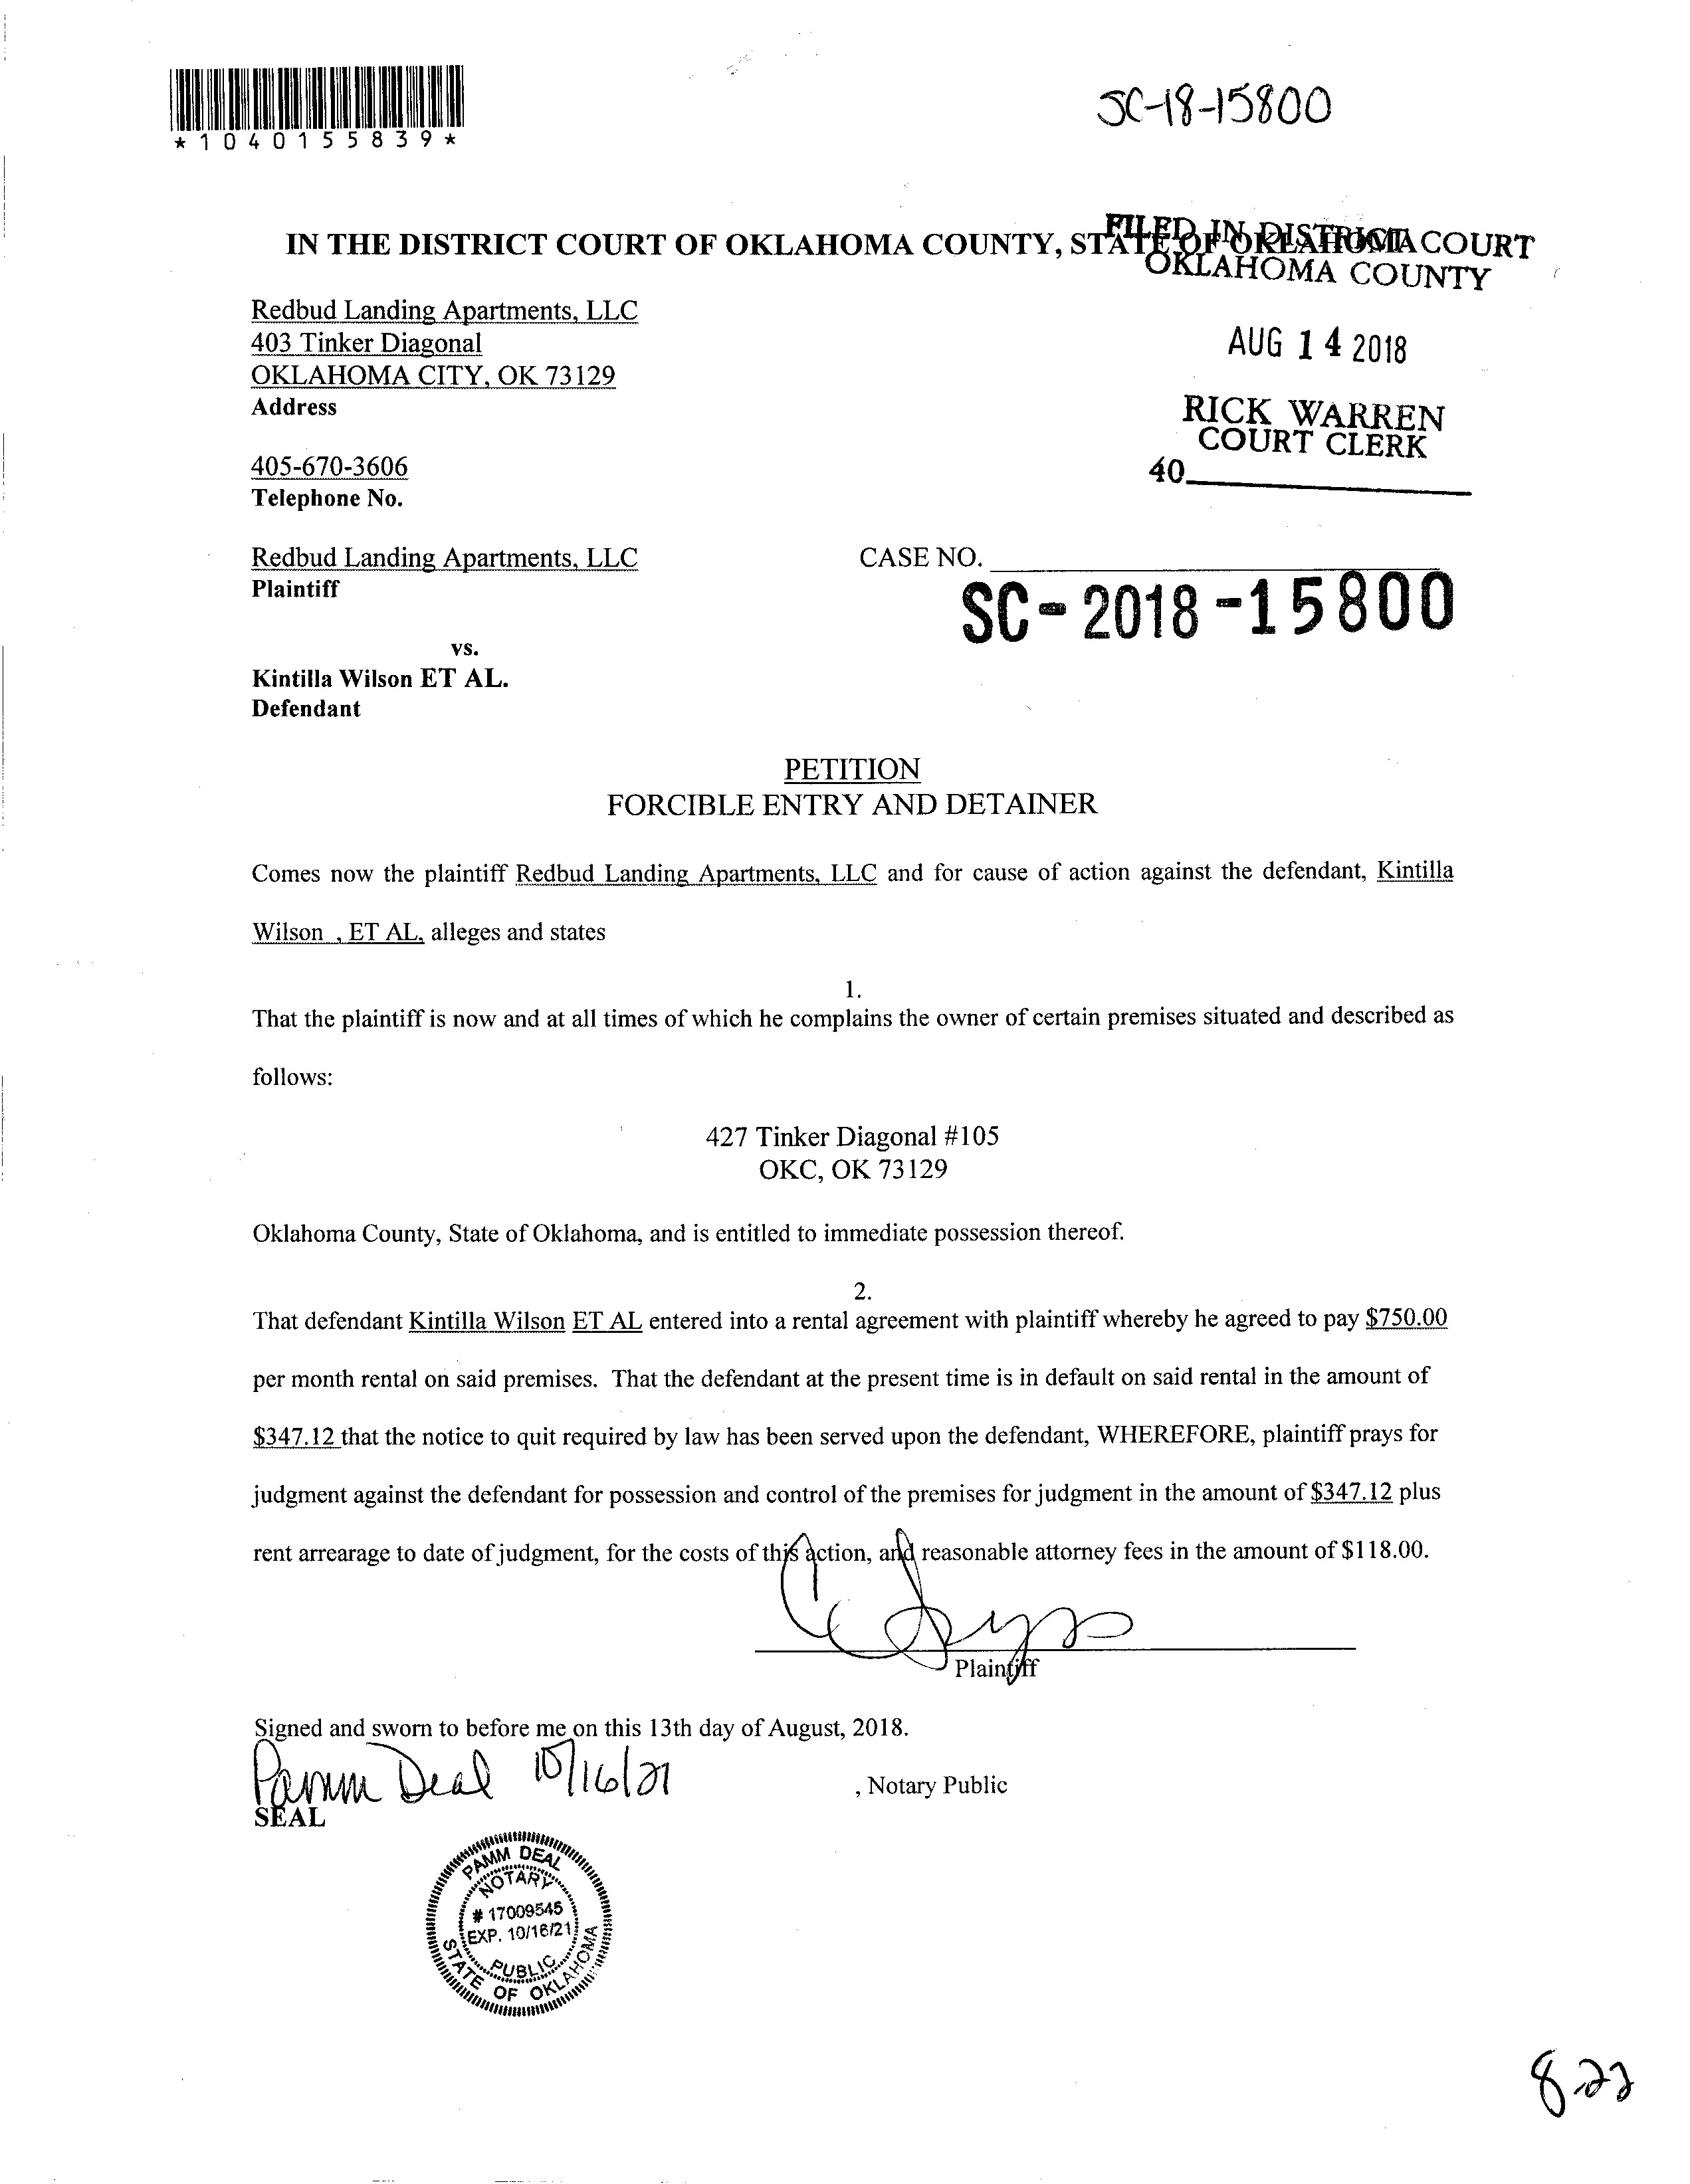 *1040155839*
SC-18-15800
IN THE DISTRICT COURT OF OKLAHOMA COUNTY, STATE OF OKLAHOMA
FILED IN DISTRICT COURT
OKLAHOMA COUNTY
Redbud Landing Apartments, LLC
403 Tinker Diagonal
OKLAHOMA CITY, OK 73129
Address
AUG 14 2018
RICK WARREN
COURT CLERK
40
405-670-3606
Telephone No.
Redbud Landing Apartments, LLC
Plaintiff
CASE NO.
SC-2018-15800
vs.
Kintilla Wilson ET AL.
Defendant
PETITION
FORCIBLE ENTRY AND DETAINER
Comes now the plaintiff Redbud Landing Apartments, LLC and for cause of action against the defendant, Kintilla
Wilson , ET AL, alleges and states
1.
That the plaintiff is now and at all times of which he complains the owner of certain premises situated and described as
follows:
427 Tinker Diagonal #105
OKC, OK 73129
Oklahoma County, State of Oklahoma, and is entitled to immediate possession thereof.
2.
That defendant Kintilla Wilson ET AL entered into a rental agreement with plaintiff whereby he agreed to pay $750.00
per month rental on said premises. That the defendant at the present time is in default on said rental in the amount of
$347.12 that the notice to quit required by law has been served upon the defendant, WHEREFORE, plaintiff prays for
judgment against the defendant for possession and control of the premises for judgment in the amount of $347.12 plus
rent arrearage to date of judgment, for the costs of this action, and reasonable attorney fees in the amount of $118.00.
Plaintiff
Signed and sworn to before me on this 13th day of August, 2018.
Pamm Deal 10/16/21
, Notary Public
SEAL
PAMM DEAL
NOTARY
# 17009545
EXP. 10/16/21
PUBLIC
STATE OF OKLAHOMA
8-22